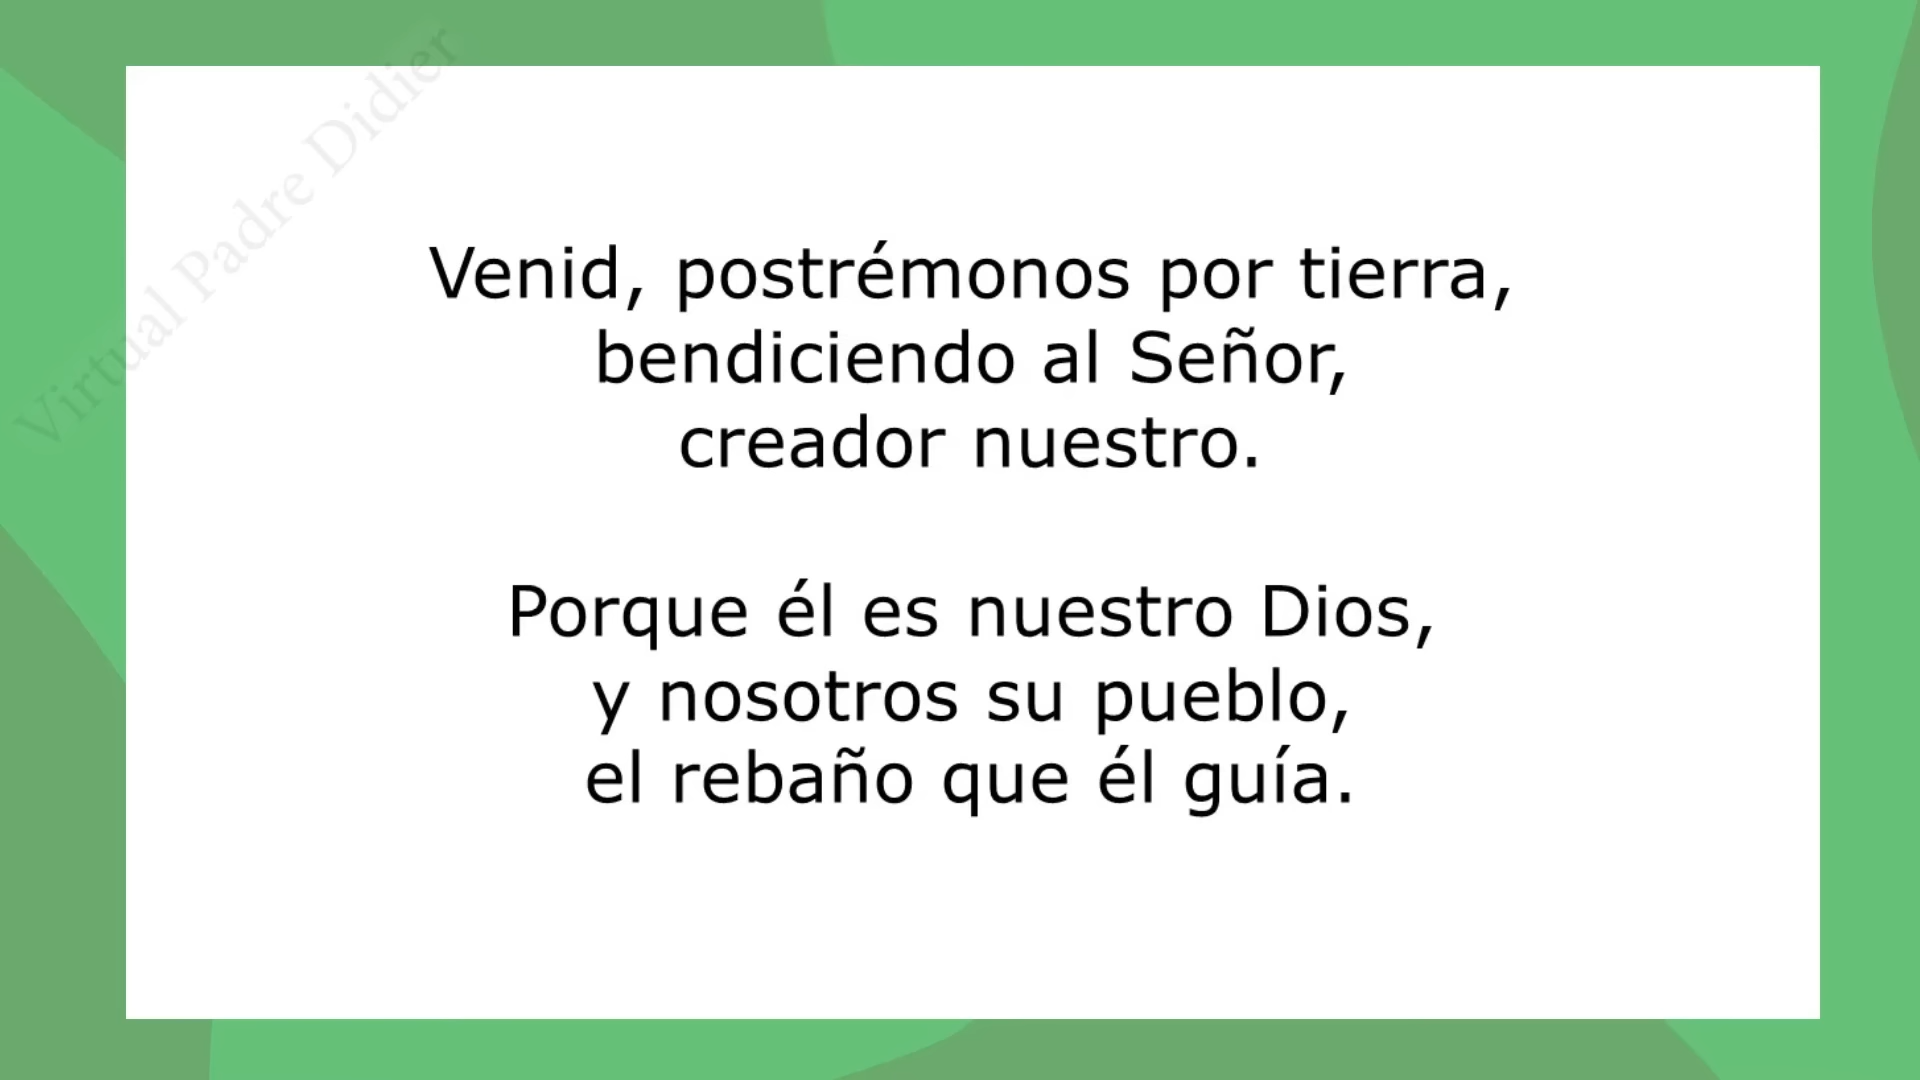 Virtual Padre Didier
Venid, postrémonos por tierra,
bendiciendo al Señor,
creador nuestro.
Porque él es nuestro Dios,
y nosotros su pueblo,
el rebaño que él guía.